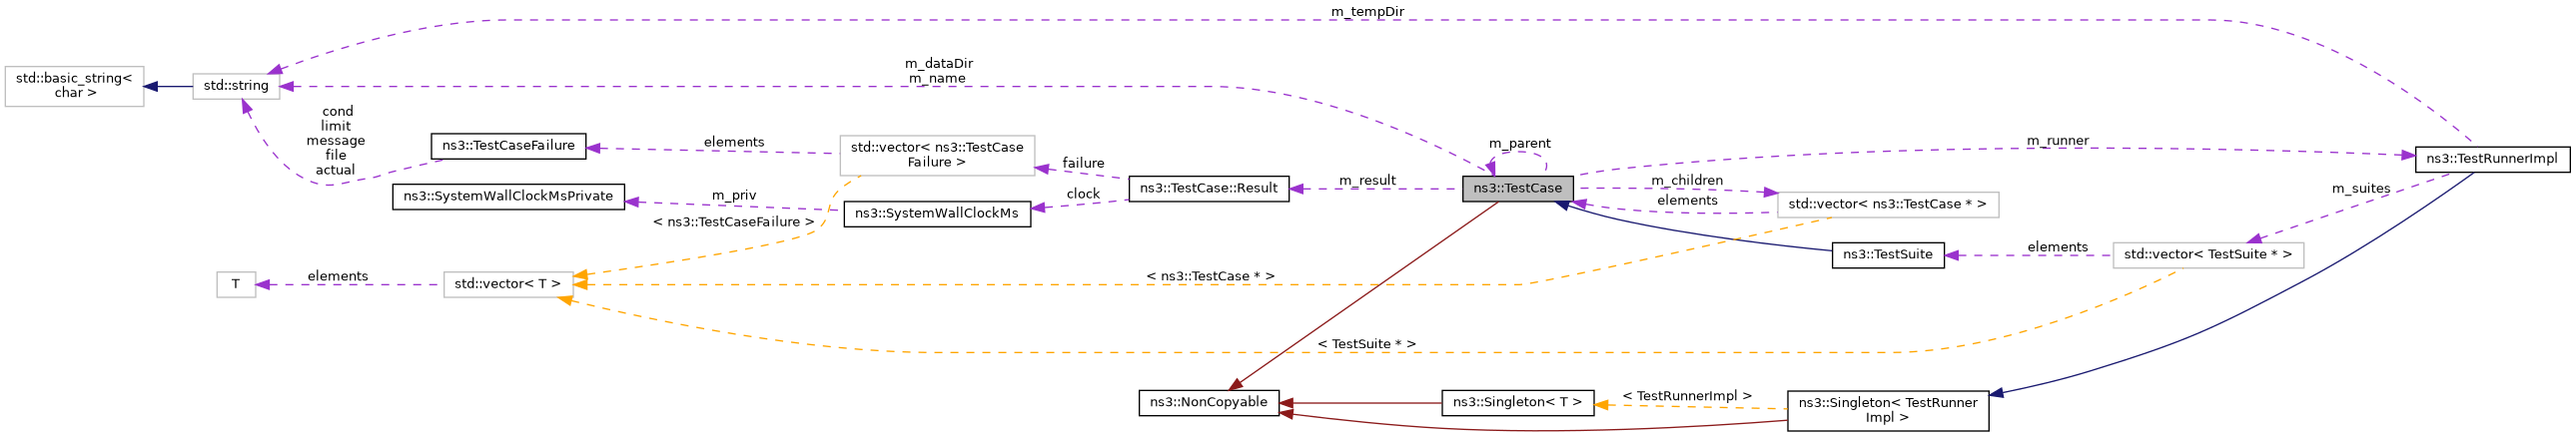 m_tempDir
m_dataDir
m_name
std::basic_string<
char >
std::string
cond
limit
message
file
actual
ns3::TestCaseFailure
elements
std::vector< ns3::TestCase
Failure >
failure
m_parent
m_runner
ns3::TestRunnerImpl
ns3::SystemWallClockMsPrivate
m_priv
ns3::SystemWallClockMs
clock
ns3::TestCase::Result
m_result
ns3::TestCase
m_children
elements
std::vector< ns3::TestCase * >
m_suites
< ns3::TestCaseFailure >
T
elements
std::vector< T >
< ns3::TestCase * >
ns3::TestSuite
elements
std::vector< TestSuite * >
< TestSuite * >
ns3::NonCopyable
ns3::Singleton< T >
< TestRunnerImpl >
ns3::Singleton< TestRunner
Impl >